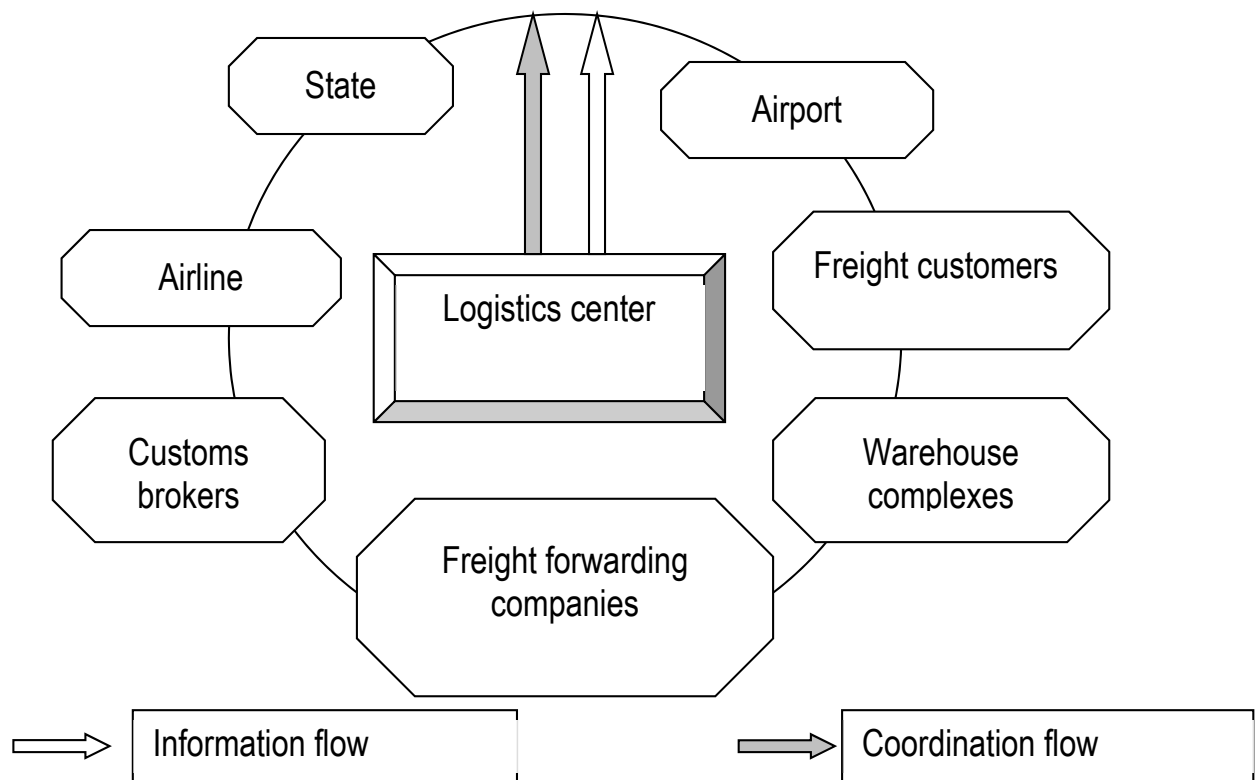 State
Airport
Airline
Freight customers
Logistics center
Customs
brokers
Warehouse
complexes
Freight forwarding
companies
Information flow
Coordination flow